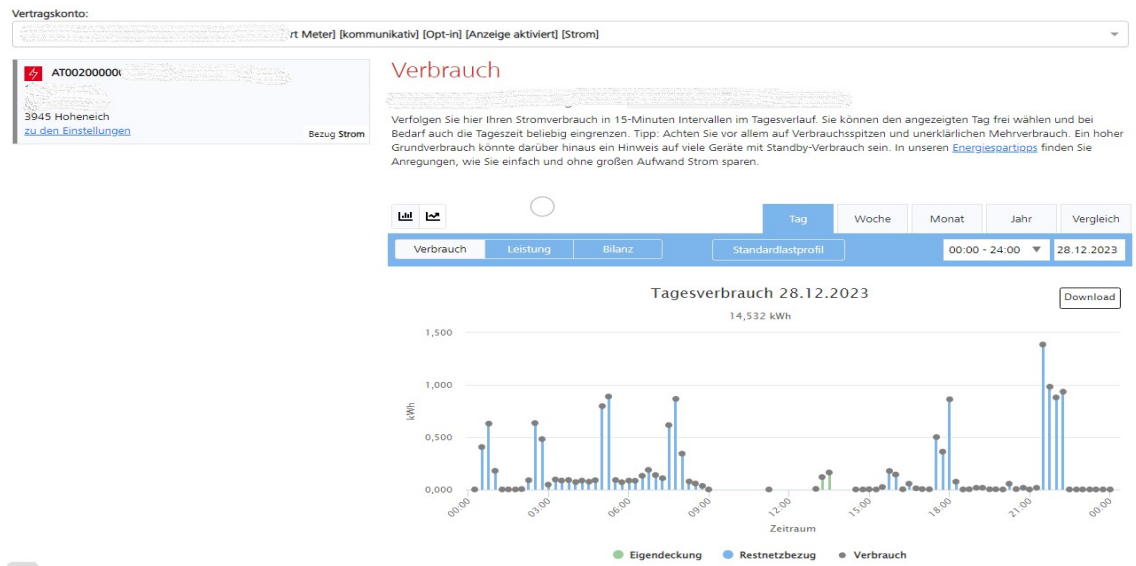 Vertragskonto:
rt Meter] [kommunikativ] [Opt-in] [Anzeige aktiviert] [Strom]
AT00200000
3945 Hoheneich
zu den Einstellungen
Bezug Strom
Verbrauch
Verfolgen Sie hier Ihren Stromverbrauch in 15-Minuten Intervallen im Tagesverlauf. Sie können den angezeigten Tag frei wählen und bei
Bedarf auch die Tageszeit beliebig eingrenzen. Tipp: Achten Sie vor allem auf Verbrauchsspitzen und unerklärlichen Mehrverbrauch. Ein hoher
Grundverbrauch könnte darüber hinaus ein Hinweis auf viele Geräte mit Standby-Verbrauch sein. In unseren Energiespartipps finden Sie
Anregungen, wie Sie einfach und ohne großen Aufwand Strom sparen.
Tag Woche Monat Jahr Vergleich
Verbrauch Leistung Bilanz Standardlastprofil 00:00 - 24:00 28.12.2023
Tagesverbrauch 28.12.2023
Download
14,532 kWh
1,500
1,000
0,500
0,000
kWh
00:00 03:00 06:00 09:00 12:00 15:00 18:00 21:00 00:00
Zeitraum
Eigendeckung Restnetzbezug Verbrauch